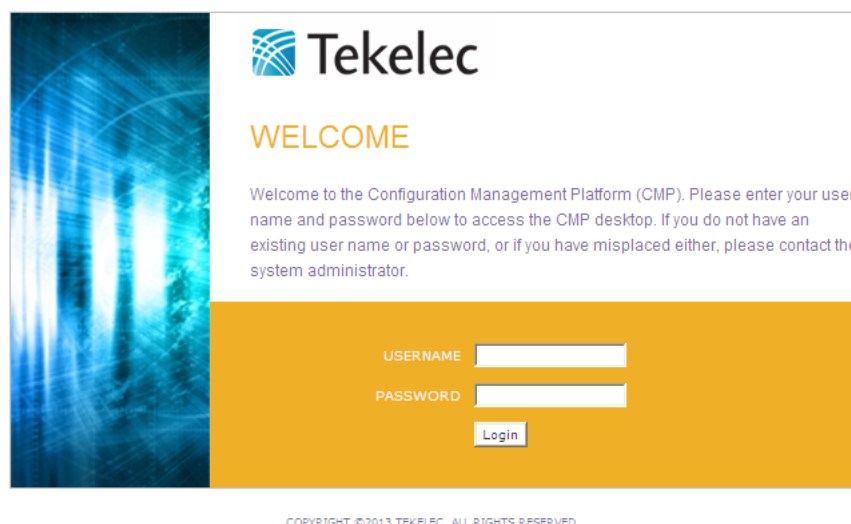 Tekelec
WELCOME
Welcome to the Configuration Management Platform (CMP). Please enter your user
name and password below to access the CMP desktop. If you do not have an
existing user name or password, or if you have misplaced either, please contact the
system administrator.
USERNAME
PASSWORD
Login
COPYRIGHT ©2013 TEKELEC. ALL RIGHTS RESERVED